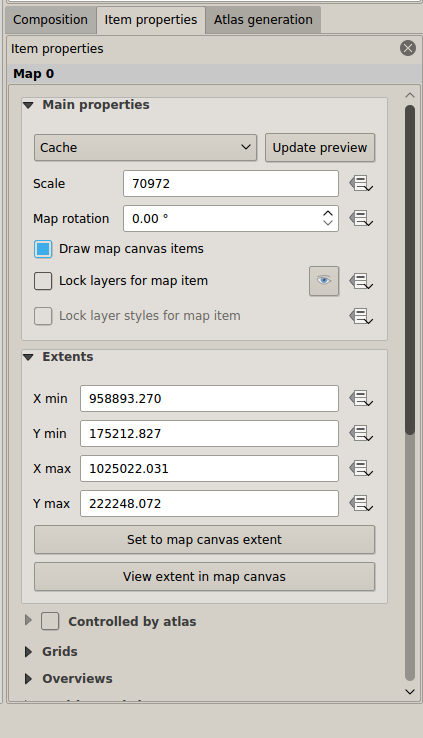 Composition Item properties Atlas generation
Item properties
Map 0
Main properties
Cache Update preview
Scale 70972
Map rotation 0.00 °
Draw map canvas items
Lock layers for map item
Lock layer styles for map item
Extents
X min 958893.270
Y min 175212.827
X max 1025022.031
Y max 222248.072
Set to map canvas extent
View extent in map canvas
Controlled by atlas
Grids
Overviews